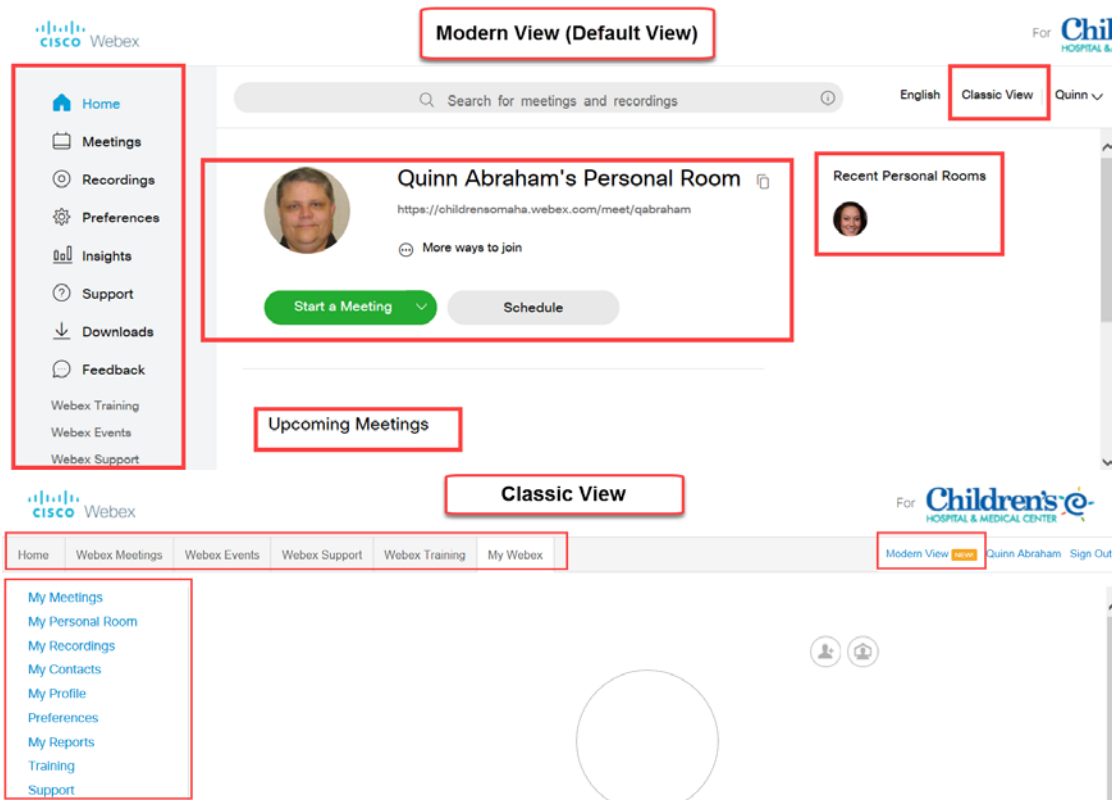 CISCO Webex
Modern View (Default View)
For Chil
HOSPITAL &
Home
Meetings
Recordings
Preferences
Insights
Support
Downloads
Feedback
Webex Training
Webex Events
Webex Support
Search for meetings and recordings
English Classic View Quinn
Quinn Abraham's Personal Room
https://childrensomaha.webex.com/meet/qabraham
More ways to join
Start a Meeting Schedule
Recent Personal Rooms
Upcoming Meetings
CISCO Webex
Classic View
For Children's
HOSPITAL & MEDICAL CENTER
Home Webex Meetings Webex Events Webex Support Webex Training My Webex
Modern View NEW! Quinn Abraham Sign Out
My Meetings
My Personal Room
My Recordings
My Contacts
My Profile
Preferences
My Reports
Training
Support